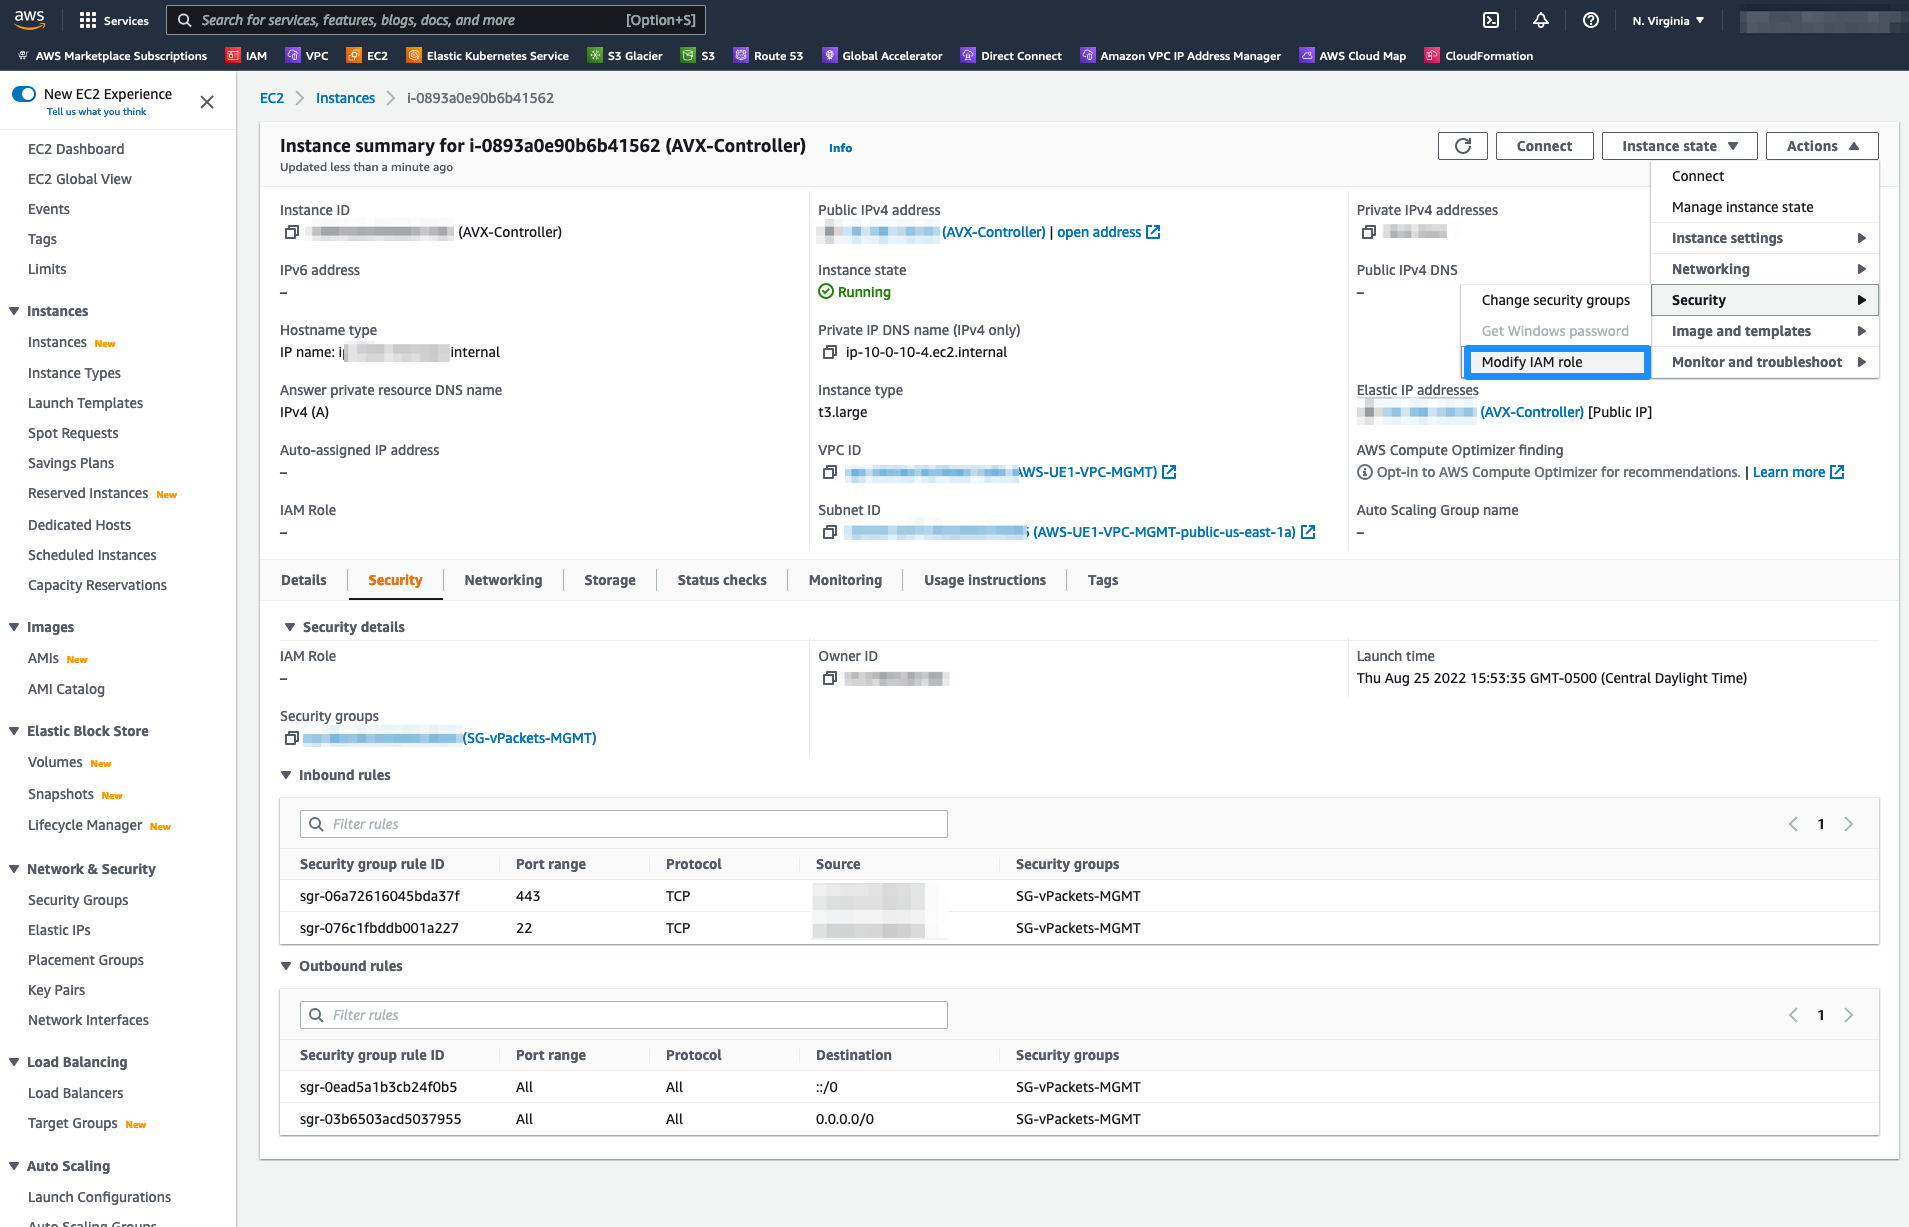 aws
Services
Search for services, features, blogs, docs, and more
[Option+S]
N. Virginia
AWS Marketplace Subscriptions
IAM
VPC
EC2
Elastic Kubernetes Service
S3 Glacier
S3
Route 53
Global Accelerator
Direct Connect
Amazon VPC IP Address Manager
AWS Cloud Map
CloudFormation
New EC2 Experience
Tell us what you think
EC2 Dashboard
EC2 Global View
Events
Tags
Limits
Instances
Instances New
Instance Types
Launch Templates
Spot Requests
Savings Plans
Reserved Instances New
Dedicated Hosts
Scheduled Instances
Capacity Reservations
Images
AMIs New
AMI Catalog
Elastic Block Store
Volumes New
Snapshots New
Lifecycle Manager New
Network & Security
Security Groups
Elastic IPs
Placement Groups
Key Pairs
Network Interfaces
Load Balancing
Load Balancers
Target Groups New
Auto Scaling
Launch Configurations
Auto Scaling Groups
EC2
Instances
i-0893a0e90b6b41562
Instance summary for i-0893a0e90b6b41562 (AVX-Controller)
Info
Updated less than a minute ago
Connect
Instance state
Actions
Connect
Manage instance state
Instance settings
Networking
Security
Image and templates
Monitor and troubleshoot
Change security groups
Get Windows password
Modify IAM role
Instance ID
(AVX-Controller)
Public IPv4 address
(AVX-Controller) | open address
Private IPv4 addresses
IPv6 address
–
Instance state
Running
Public IPv4 DNS
–
Hostname type
IP name: ip internal
Private IP DNS name (IPv4 only)
ip-10-0-10-4.ec2.internal
Answer private resource DNS name
IPv4 (A)
Instance type
t3.large
Elastic IP addresses
(AVX-Controller) [Public IP]
Auto-assigned IP address
–
VPC ID
AWS-UE1-VPC-MGMT)
AWS Compute Optimizer finding
Opt-in to AWS Compute Optimizer for recommendations. | Learn more
IAM Role
–
Subnet ID
(AWS-UE1-VPC-MGMT-public-us-east-1a)
Auto Scaling Group name
–
Details
Security
Networking
Storage
Status checks
Monitoring
Usage instructions
Tags
Security details
IAM Role
–
Owner ID
Launch time
Thu Aug 25 2022 15:53:35 GMT-0500 (Central Daylight Time)
Security groups
(SG-vPackets-MGMT)
Inbound rules
Filter rules
1
Security group rule ID Port range Protocol Source Security groups
sgr-06a72616045bda37f 443 TCP SG-vPackets-MGMT
sgr-076c1fbddb001a227 22 TCP SG-vPackets-MGMT
Outbound rules
Filter rules
1
Security group rule ID Port range Protocol Destination Security groups
sgr-0ead5a1b3cb24f0b5 All All ::/0 SG-vPackets-MGMT
sgr-03b6503acd5037955 All All 0.0.0.0/0 SG-vPackets-MGMT